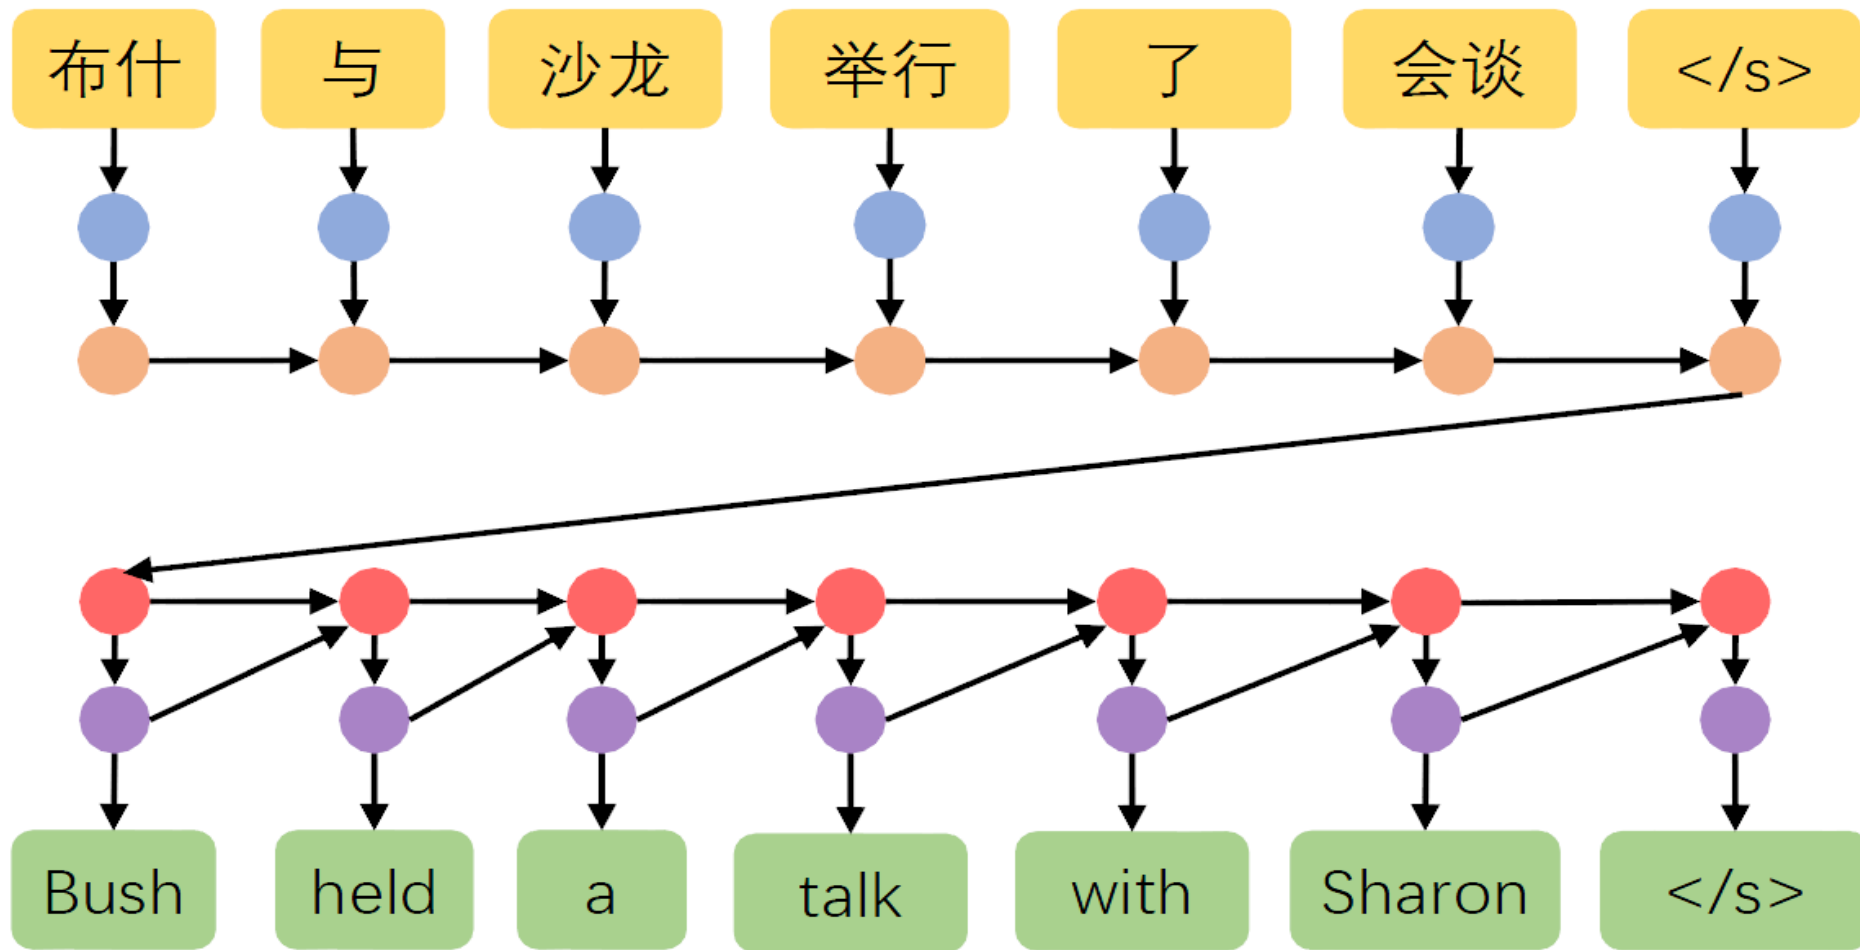 布什 与 沙龙 举行 了 会谈 </s>
Bush held a talk with Sharon </s>